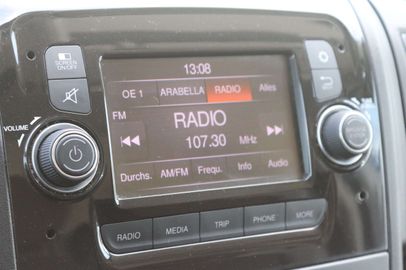 SCREEN
ON/OFF
13:08
OE 1 ARABELLA RADIO Alles
FM
RADIO
VOLUME
107.30 MHz
Durchs. AM/FM Frequ. Info Audio
RADIO MEDIA TRIP PHONE MORE